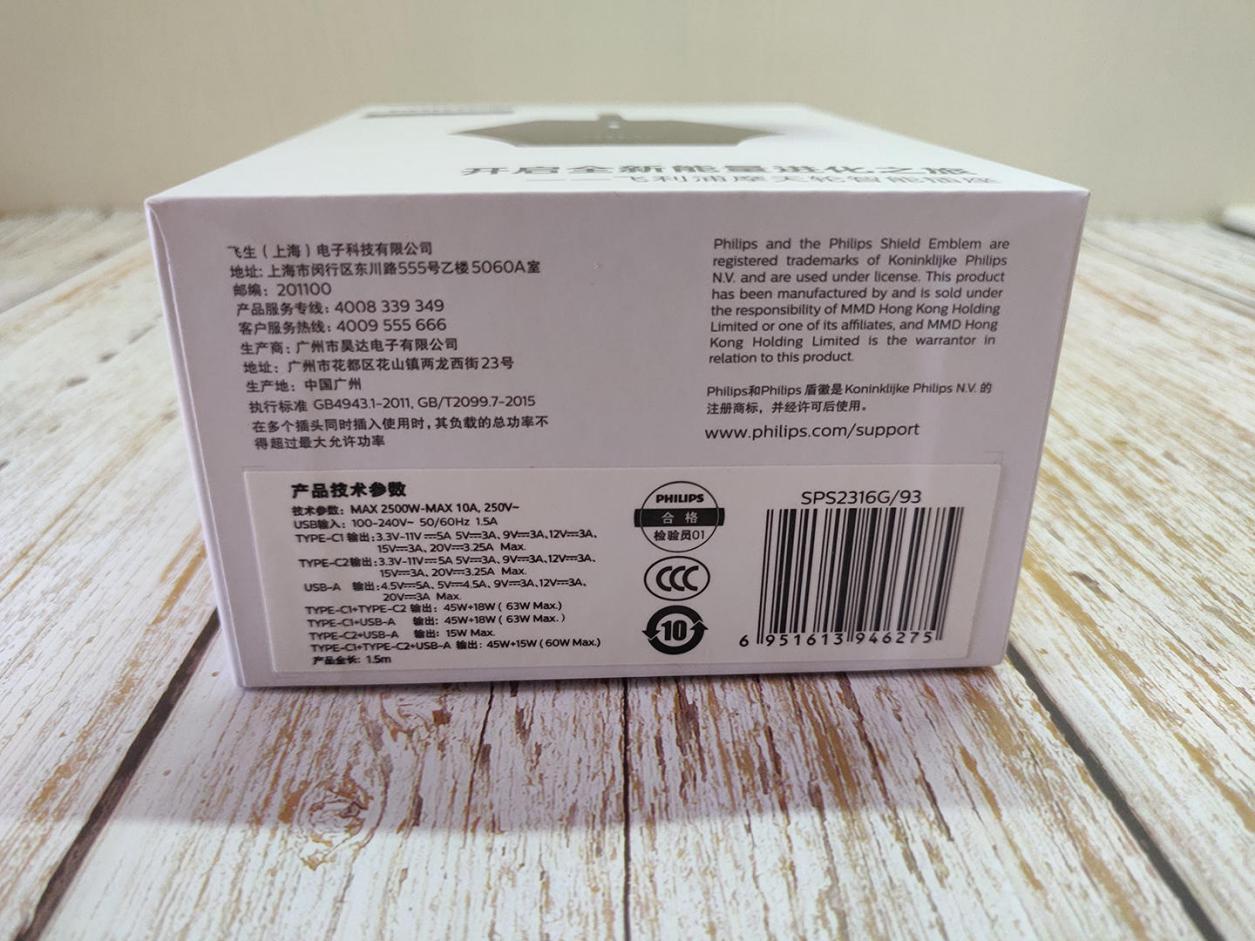 开启全新能量进化之旅
——飞利浦摩天轮智能插座
飞生（上海）电子科技有限公司
地址: 上海市闵行区东川路555号乙楼5060A室
邮编: 201100
产品服务专线: 4008 339 349
客户服务热线: 4009 555 666
生产商: 广州市昊达电子有限公司
地址: 广州市花都区花山镇两龙西街23号
生产地: 中国广州
执行标准 GB4943.1-2011, GB/T2099.7-2015
在多个插头同时插入使用时, 其负载的总功率不
得超过最大允许功率
Philips and the Philips Shield Emblem are
registered trademarks of Koninklijke Philips
N.V. and are used under license. This product
has been manufactured by and is sold under
the responsibility of MMD Hong Kong Holding
Limited or one of its affiliates, and MMD Hong
Kong Holding Limited is the warrantor in
relation to this product.
Philips和Philips 盾徽是 Koninklijke Philips N.V. 的
注册商标，并经许可后使用。
www.philips.com/support
产品技术参数
技术参数: MAX 2500W-MAX 10A, 250V~
USB输入: 100-240V~ 50/60Hz 1.5A
TYPE-C1 输出: 3.3V-11V⎓5A 5V⎓3A、9V⎓3A、12V⎓3A、
15V⎓3A、20V⎓3.25A Max.
TYPE-C2 输出: 3.3V-11V⎓5A 5V⎓3A、9V⎓3A、12V⎓3A、
15V⎓3A、20V⎓3.25A Max.
USB-A 输出: 4.5V⎓5A、5V⎓4.5A、9V⎓3A、12V⎓3A、
20V⎓3A Max.
TYPE-C1+TYPE-C2 输出: 45W+18W ( 63W Max.)
TYPE-C1+USB-A 输出: 45W+18W ( 63W Max. )
TYPE-C2+USB-A 输出: 15W Max.
TYPE-C1+TYPE-C2+USB-A 输出: 45W+15W (60W Max.)
产品全长: 1.5m
PHILIPS
合 格
检验员01
CCC
10
SPS2316G/93
6 951613 946275